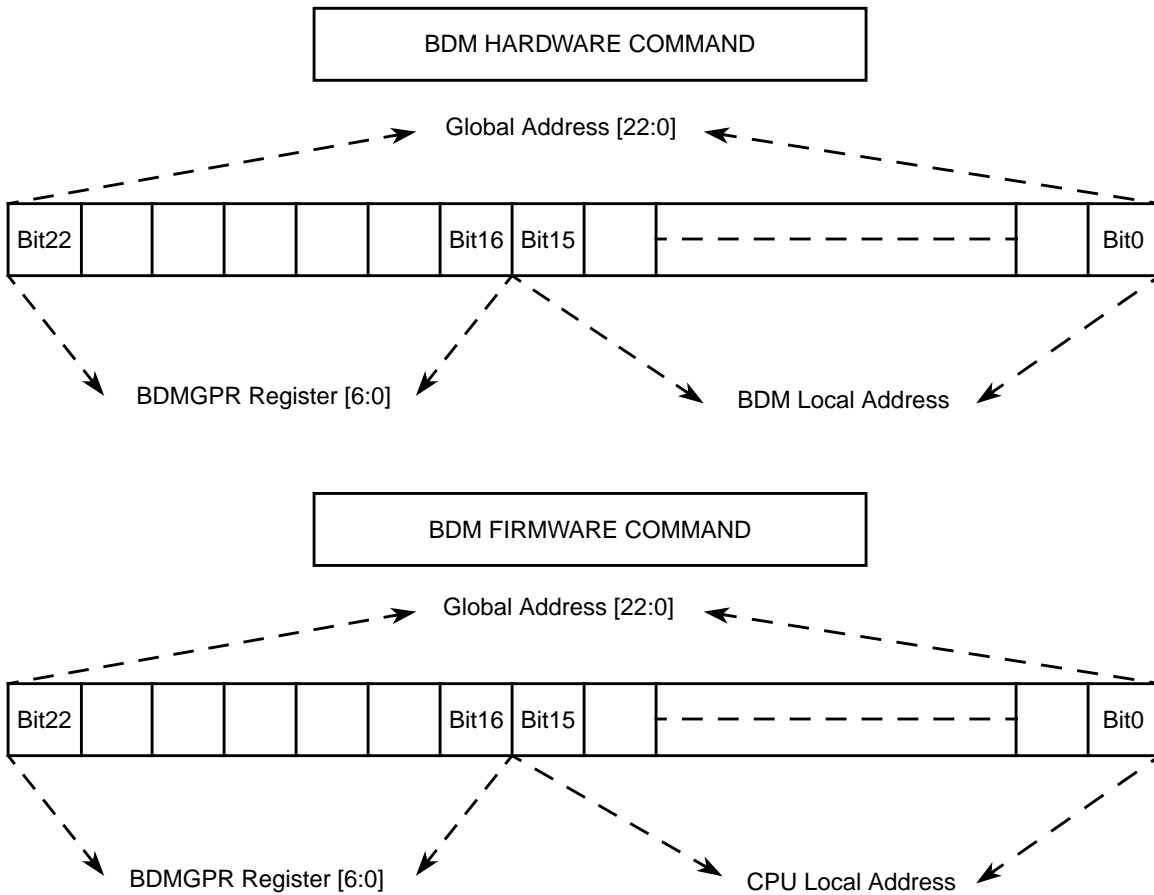 BDM HARDWARE COMMAND
Global Address [22:0]
Bit22 Bit16 Bit15 Bit0
BDMGPR Register [6:0] BDM Local Address
BDM FIRMWARE COMMAND
Global Address [22:0]
Bit22 Bit16 Bit15 Bit0
BDMGPR Register [6:0] CPU Local Address